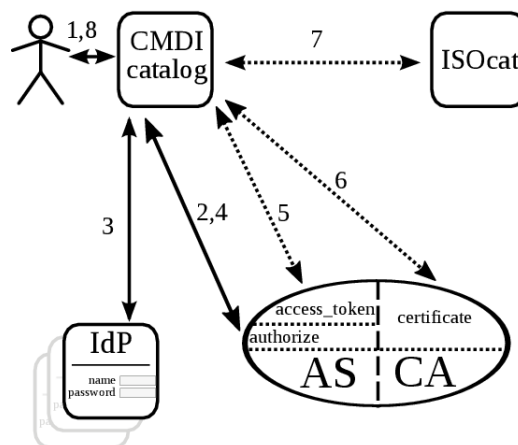 1,8
CMDI
catalog
7
ISOcat
6
3
2,4
5
access_token
certificate
authorize
IdP
name
password
AS
CA